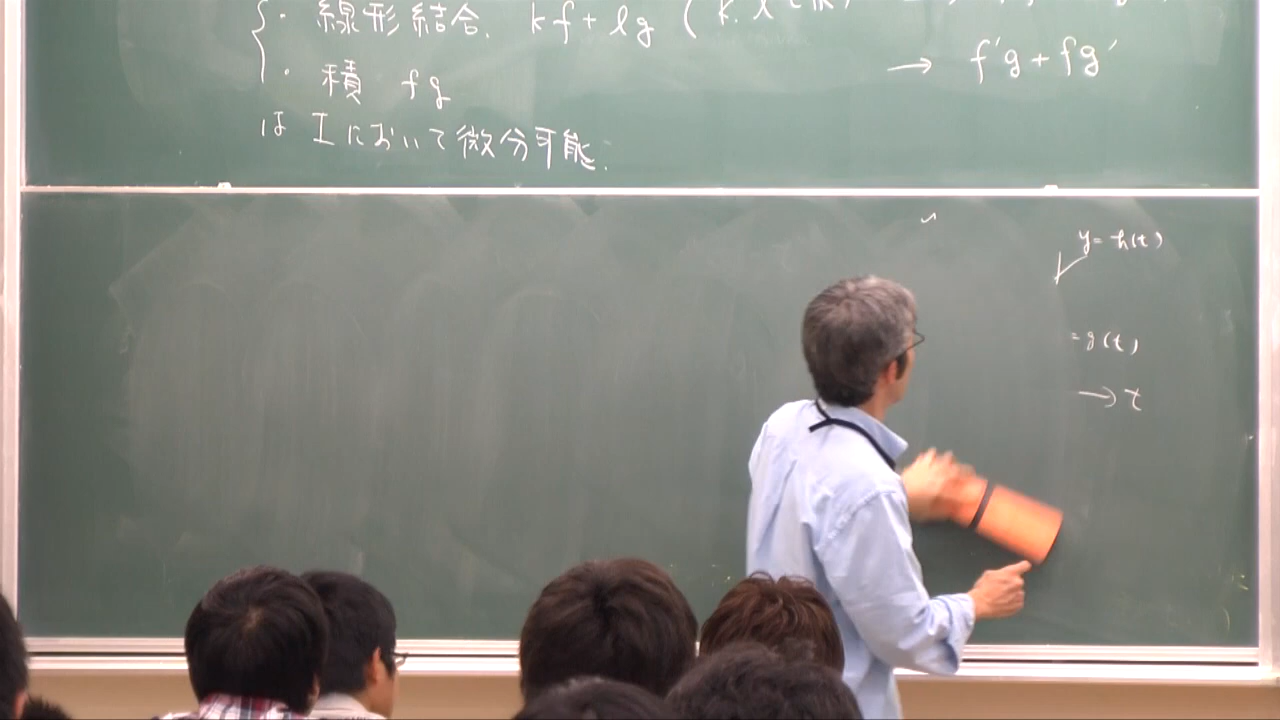 ・ 線形結合. kf + lg (k, l
→ f'g + fg'
・ 積 fg
は I において微分可能.
y = h(t)
= g(t)
→ t